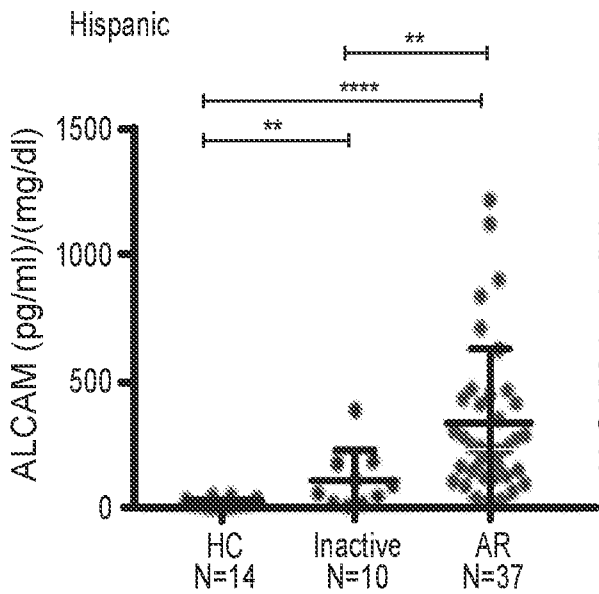 Hispanic
**
****
**
1500
1000
500
0
ALCAM (pg/ml)/(mg/dl)
HC Inactive AR
N=14 N=10 N=37